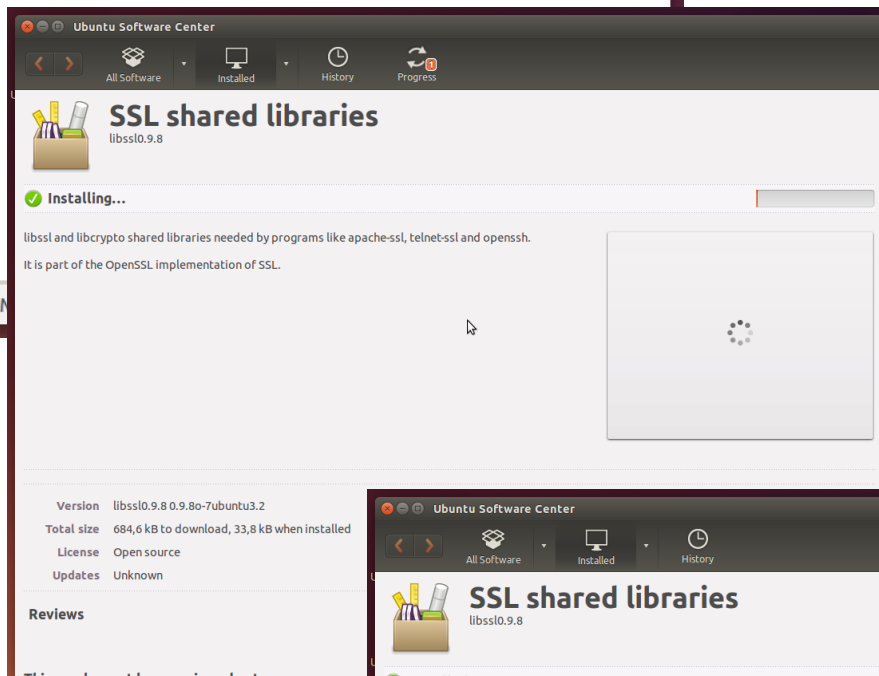 Ubuntu Software Center
All Software
Installed
History
Progress
1
SSL shared libraries
libssl0.9.8
Installing...
libssl and libcrypto shared libraries needed by programs like apache-ssl, telnet-ssl and openssh.
It is part of the OpenSSL implementation of SSL.
Version libssl0.9.8 0.9.8o-7ubuntu3.2
Total size 684,6 kB to download, 33,8 kB when installed
License Open source
Updates Unknown
Reviews
Ubuntu Software Center
All Software
Installed
History
SSL shared libraries
libssl0.9.8